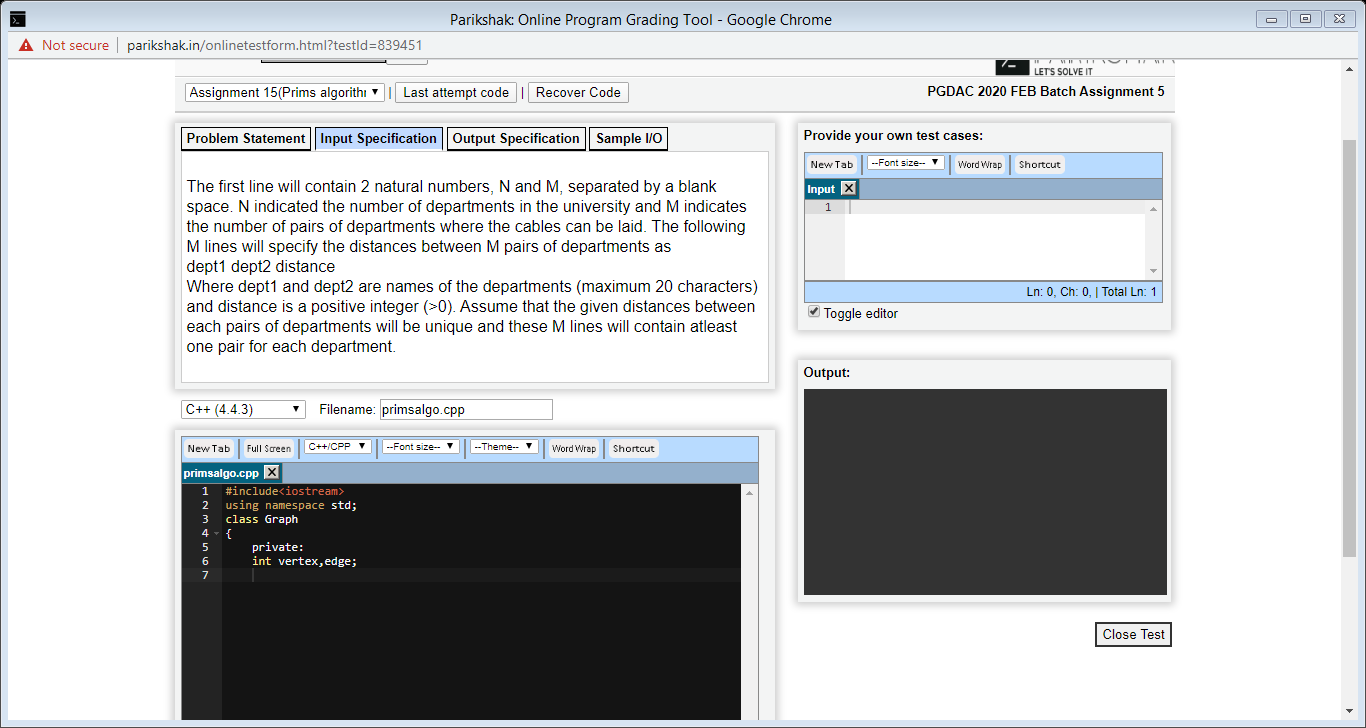 Parikshak: Online Program Grading Tool - Google Chrome
Not secure | parikshak.in/onlinetestform.html?testId=839451
LET'S SOLVE IT
Assignment 15(Prims algorithr | Last attempt code | Recover Code
PGDAC 2020 FEB Batch Assignment 5
Problem Statement Input Specification Output Specification Sample I/O
The first line will contain 2 natural numbers, N and M, separated by a blank
space. N indicated the number of departments in the university and M indicates
the number of pairs of departments where the cables can be laid. The following
M lines will specify the distances between M pairs of departments as
dept1 dept2 distance
Where dept1 and dept2 are names of the departments (maximum 20 characters)
and distance is a positive integer (>0). Assume that the given distances between
each pairs of departments will be unique and these M lines will contain atleast
one pair for each department.
C++ (4.4.3) Filename: primsalgo.cpp
New Tab Full Screen C++/CPP --Font size-- --Theme-- Word Wrap Shortcut
primsalgo.cpp X
1 #include<iostream>
2 using namespace std;
3 class Graph
4 {
5 private:
6 int vertex,edge;
7
Provide your own test cases:
New Tab --Font size-- Word Wrap Shortcut
Input X
1
Ln: 0, Ch: 0, | Total Ln: 1
Toggle editor
Output:
Close Test